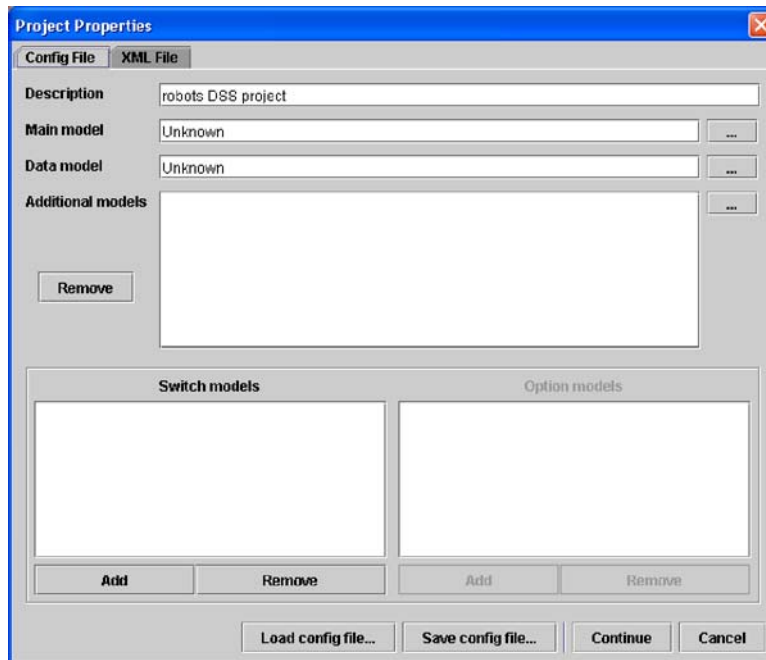 Project Properties
Config File XML File
Description robots DSS project
Main model Unknown ...
Data model Unknown ...
Additional models ...
Remove
Switch models Option models
Add Remove Add Remove
Load config file... Save config file... Continue Cancel